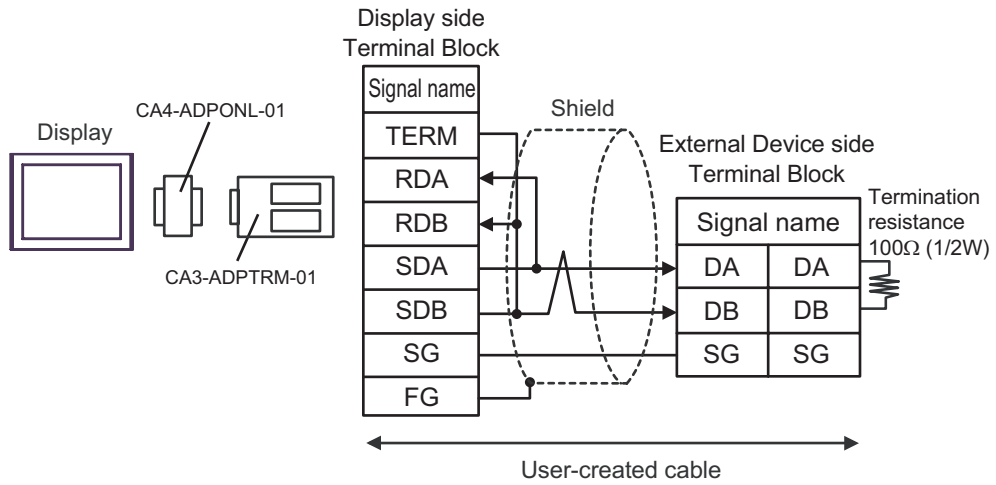 Display side
Terminal Block
Signal name
TERM
RDA
RDB
SDA
SDB
SG
FG
CA4-ADPONL-01
Display
CA3-ADPTRM-01
Shield
External Device side
Terminal Block
Signal name
DA DA
DB DB
SG SG
Termination
resistance
100Ω (1/2W)
User-created cable